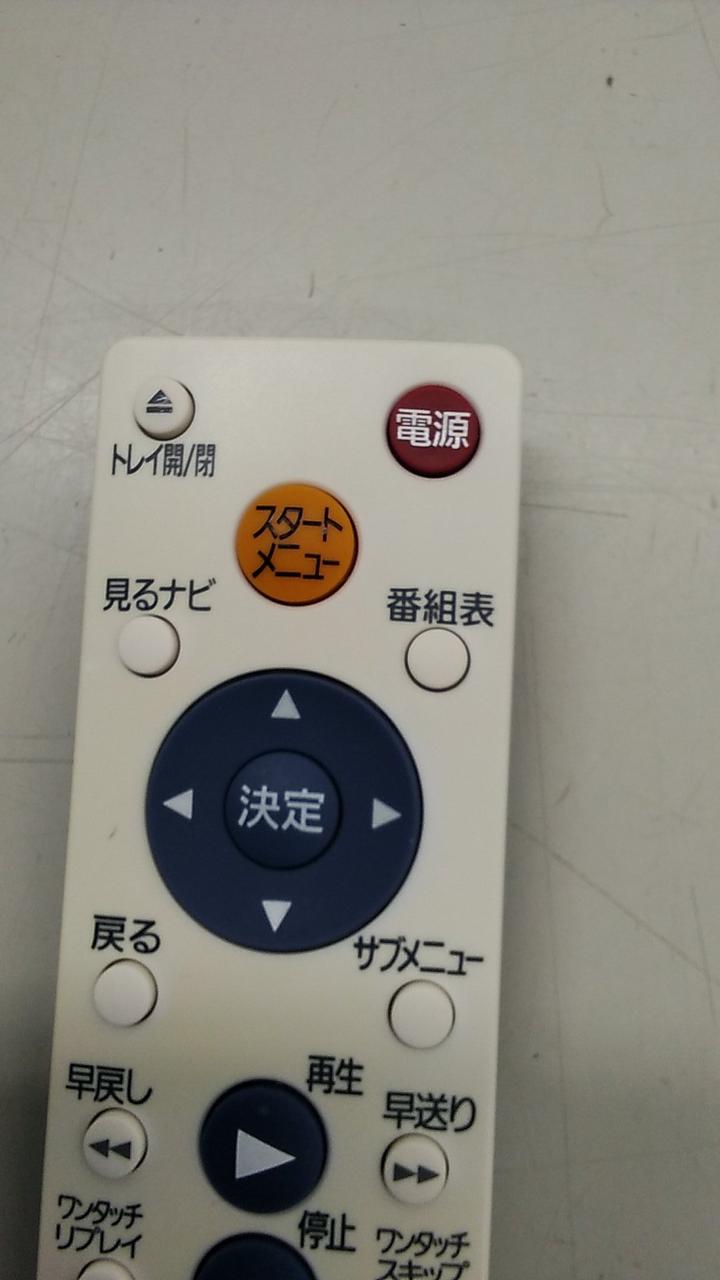 電源
トレイ開/閉
スタート
メニュー
見るナビ
番組表
決定
戻る
サブメニュー
再生
早戻し
早送り
ワンタッチ
リプレイ
停止
ワンタッチ
スキップ